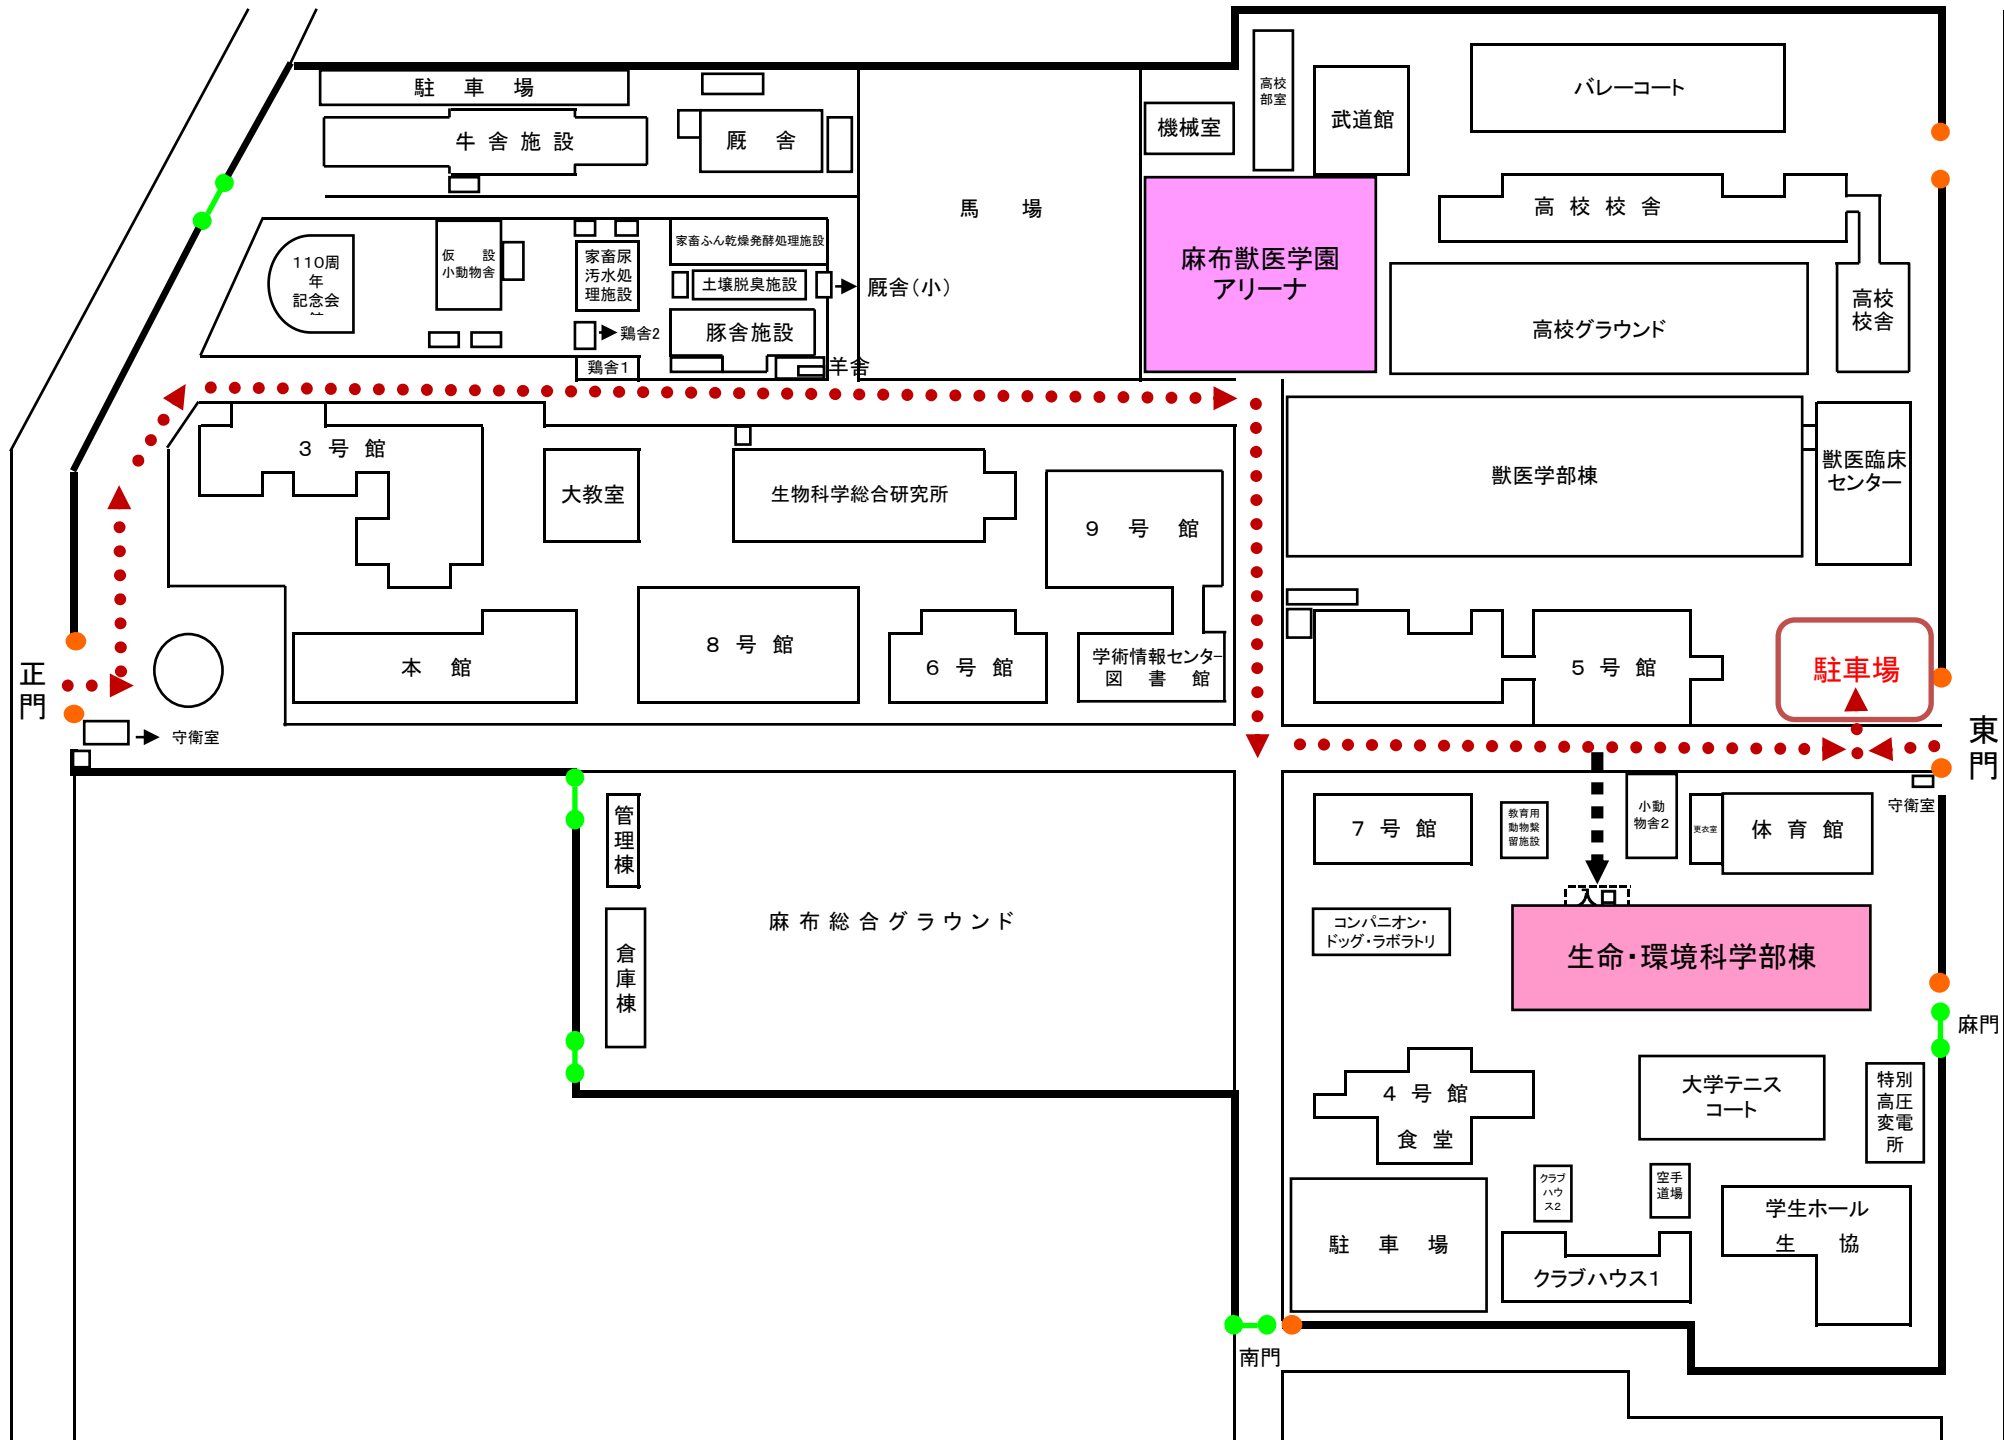 駐 車 場
牛 舎 施 設
厩 舎
馬 場
機械室
高校
部室
武道館
バレーコート
高 校 校 舎
高校
校舎
高校グラウンド
麻布獣医学園
アリーナ
110周
年
記念会
仮 設
小動物舎
家畜尿
汚水処
理施設
家畜ふん乾燥発酵処理施設
土壌脱臭施設
厩舎(小)
鶏舎2
豚舎施設
鶏舎1
羊舎
3 号 館
大教室
生物科学総合研究所
9 号 館
獣医学部棟
獣医臨床
センター
本 館
8 号 館
6 号 館
学術情報センター
図 書 館
5 号 館
駐車場
正
門
守衛室
東
門
守衛室
管
理
棟
倉
庫
棟
麻 布 総 合 グ ラ ウ ン ド
7 号 館
教育用
動物繋
留施設
小動
物舎2
更衣室
体 育 館
入口
コンパニオン・
ドッグ・ラボラトリ
生命・環境科学部棟
麻門
4 号 館
食 堂
大学テニス
コート
特別
高圧
変電
所
クラブ
ハウ
ス2
空手
道場
学生ホール
生 協
駐 車 場
クラブハウス1
南門